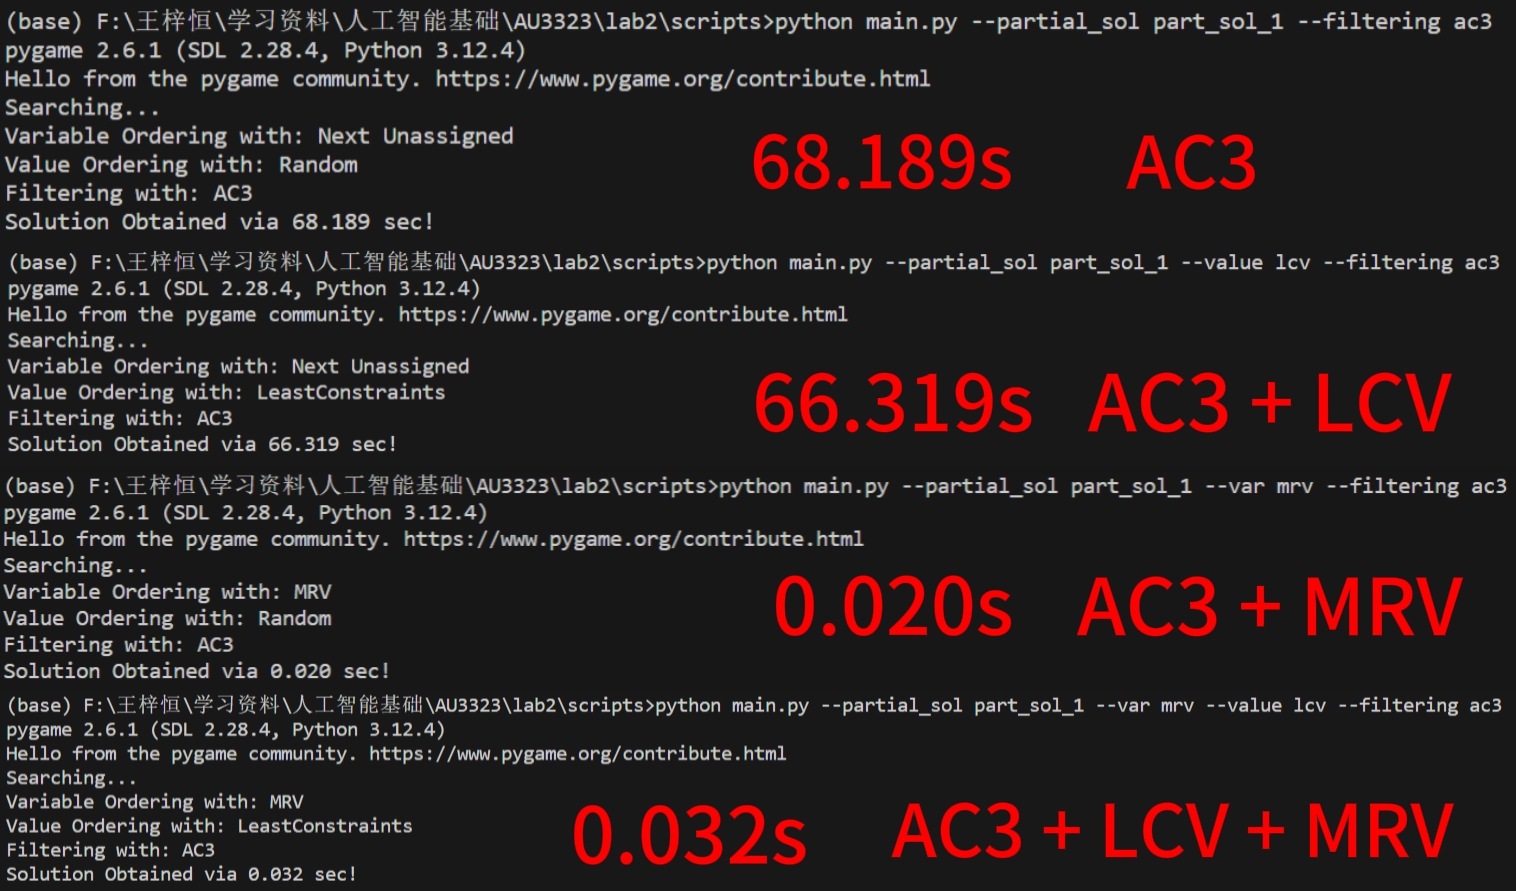 (base) F:\王梓恒\学习资料\人工智能基础\AU3323\lab2\scripts>python main.py --partial_sol part_sol_1 --filtering ac3
pygame 2.6.1 (SDL 2.28.4, Python 3.12.4)
Hello from the pygame community. https://www.pygame.org/contribute.html
Searching...
Variable Ordering with: Next Unassigned
Value Ordering with: Random
Filtering with: AC3
Solution Obtained via 68.189 sec!
68.189s AC3
(base) F:\王梓恒\学习资料\人工智能基础\AU3323\lab2\scripts>python main.py --partial_sol part_sol_1 --value lcv --filtering ac3
pygame 2.6.1 (SDL 2.28.4, Python 3.12.4)
Hello from the pygame community. https://www.pygame.org/contribute.html
Searching...
Variable Ordering with: Next Unassigned
Value Ordering with: LeastConstraints
Filtering with: AC3
Solution Obtained via 66.319 sec!
66.319s AC3 + LCV
(base) F:\王梓恒\学习资料\人工智能基础\AU3323\lab2\scripts>python main.py --partial_sol part_sol_1 --var mrv --filtering ac3
pygame 2.6.1 (SDL 2.28.4, Python 3.12.4)
Hello from the pygame community. https://www.pygame.org/contribute.html
Searching...
Variable Ordering with: MRV
Value Ordering with: Random
Filtering with: AC3
Solution Obtained via 0.020 sec!
0.020s AC3 + MRV
(base) F:\王梓恒\学习资料\人工智能基础\AU3323\lab2\scripts>python main.py --partial_sol part_sol_1 --var mrv --value lcv --filtering ac3
pygame 2.6.1 (SDL 2.28.4, Python 3.12.4)
Hello from the pygame community. https://www.pygame.org/contribute.html
Searching...
Variable Ordering with: MRV
Value Ordering with: LeastConstraints
Filtering with: AC3
Solution Obtained via 0.032 sec!
0.032s AC3 + LCV + MRV